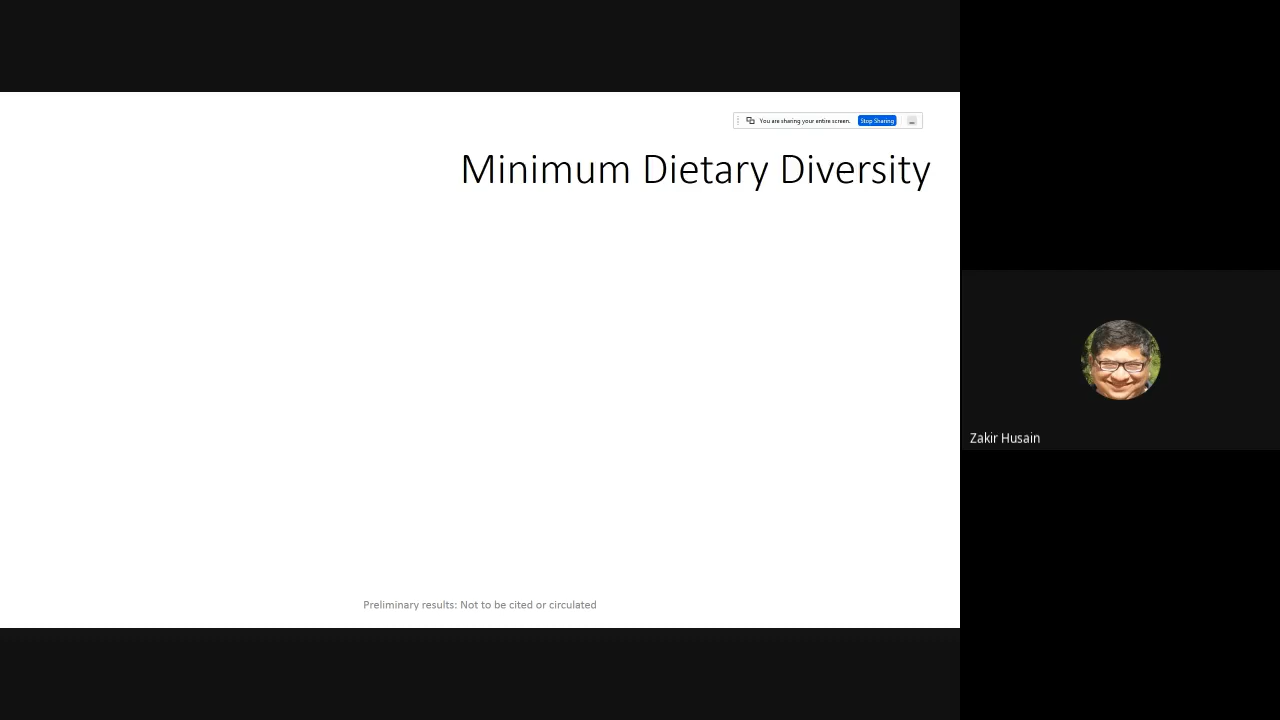 You are sharing your entire screen. Stop Sharing
Minimum Dietary Diversity
Zakir Husain
Preliminary results: Not to be cited or circulated